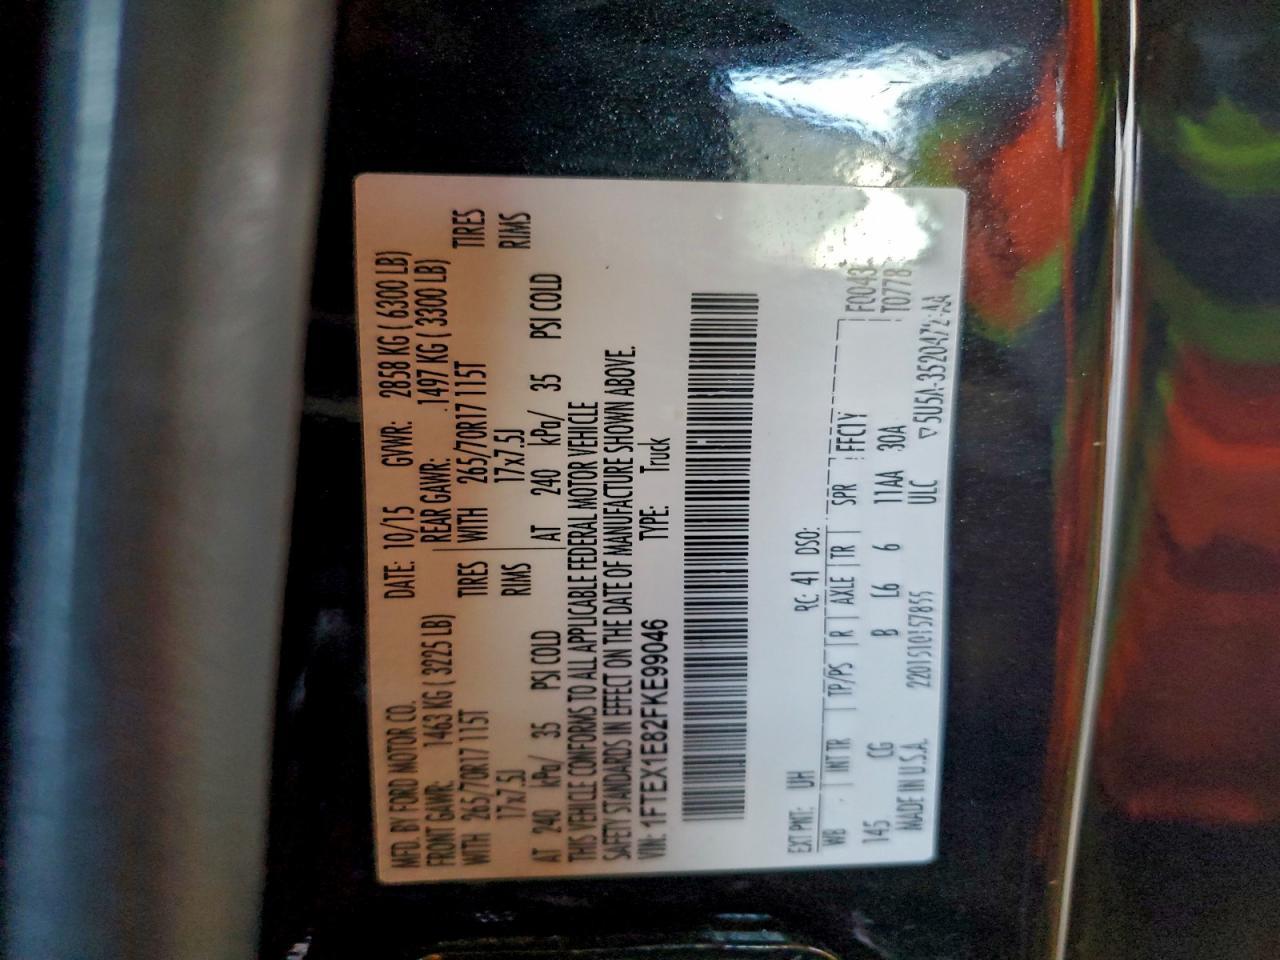 MFD. BY FORD MOTOR CO. DATE: 10/15 GVWR: 2858 KG ( 6300 LB)
FRONT GAWR: 1463 KG ( 3225 LB) REAR GAWR: 1497 KG ( 3300 LB)
WITH 265/70R17 115T TIRES WITH 265/70R17 115T TIRES
17x7.5J RIMS 17x7.5J RIMS
AT 240 kPa/ 35 PSI COLD AT 240 kPa/ 35 PSI COLD
THIS VEHICLE CONFORMS TO ALL APPLICABLE FEDERAL MOTOR VEHICLE
SAFETY STANDARDS IN EFFECT ON THE DATE OF MANUFACTURE SHOWN ABOVE.
VIN: 1FTEX1E82FKE99046 TYPE: Truck
EXT PNT: UH RC: 41 DSO:
WB INT TR TP/PS R AXLE TR SPR FFC1Y F0043
145 CG B L6 6 11AA 30A T0778
MADE IN U.S.A. 2201510157855 ULC ▽5U5A-3520472-AA